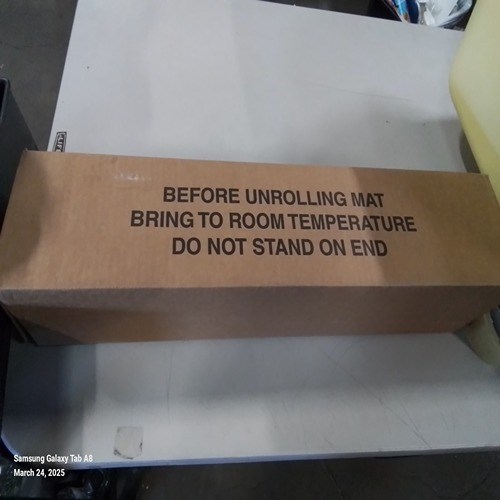 BEFORE UNROLLING MAT
BRING TO ROOM TEMPERATURE
DO NOT STAND ON END
Samsung Galaxy Tab A8
March 24, 2025